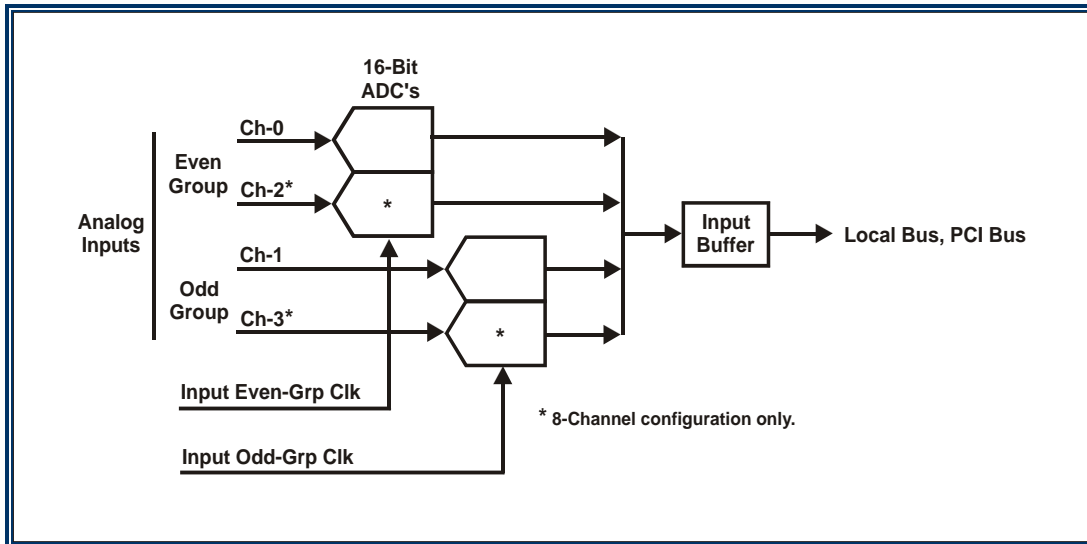 16-Bit
ADC's
Ch-0
Even
Group
Ch-2*
*
Analog
Inputs
Input
Buffer
Local Bus, PCI Bus
Ch-1
Odd
Group
Ch-3*
*
Input Even-Grp Clk
* 8-Channel configuration only.
Input Odd-Grp Clk